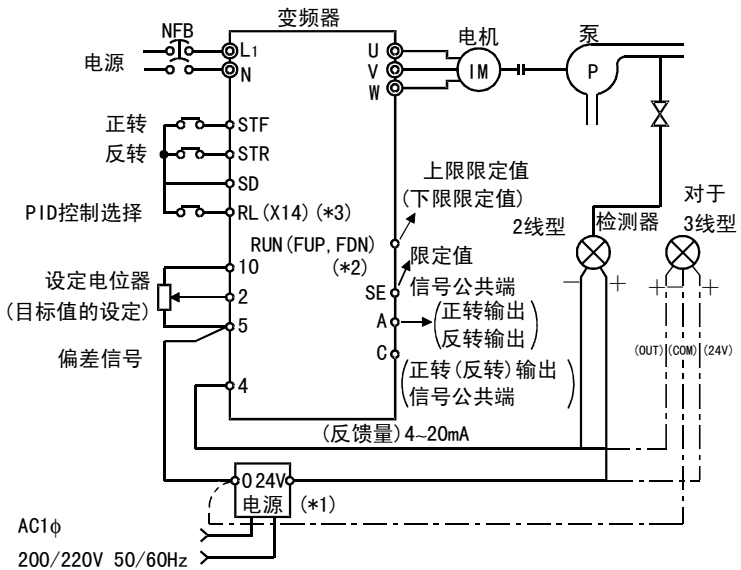 变频器
NFB
电源
L1
N
U
V
W
电机
IM
泵
P
正转
STF
反转
STR
SD
PID控制选择
RL(X14)(*3)
RUN(FUP,FDN)
(*2)
上限限定值
(下限限定值)
2线型
检测器
对于
3线型
- +
+ -
+
设定电位器
(目标值的设定)
10
2
5
SE
限定值
信号公共端
A
(正转输出
反转输出)
C
(正转(反转)输出
信号公共端)
偏差信号
4
(OUT)
(COM)
(24V)
(反馈量)4~20mA
0 24V
电源
(*1)
AC1ϕ
200/220V 50/60Hz